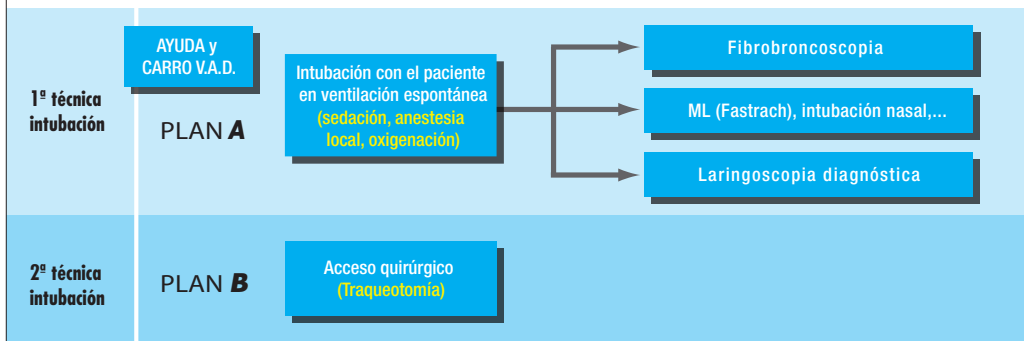 AYUDA y
CARRO V.A.D.
1ª técnica
intubación
PLAN A
Intubación con el paciente
en ventilación espontánea
(sedación, anestesia
local, oxigenación)
Fibrobroncoscopia
ML (Fastrach), intubación nasal,...
Laringoscopia diagnóstica
2ª técnica
intubación
PLAN B
Acceso quirúrgico
(Traqueotomía)